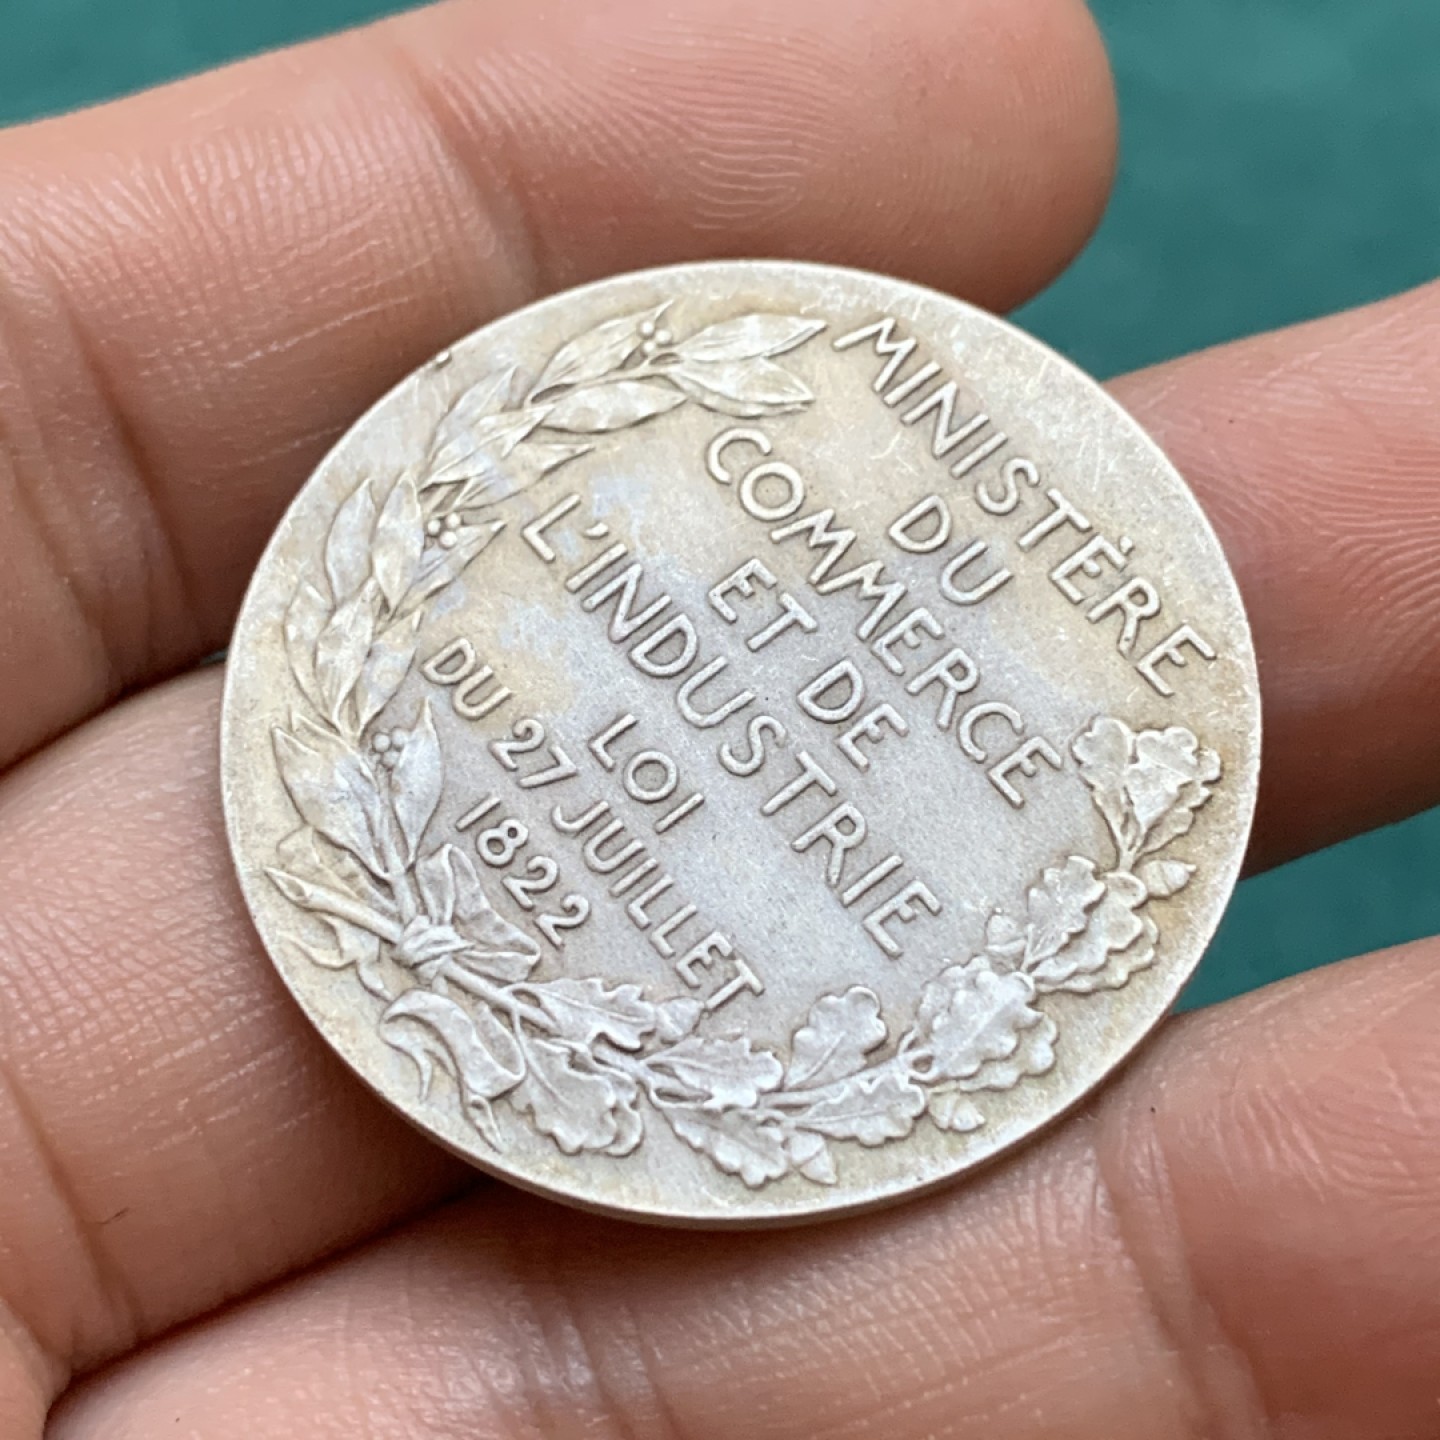 MINISTÈRE
DU
COMMERCE
ET DE
L'INDUSTRIE
LOI
DU 27 JUILLET
1822